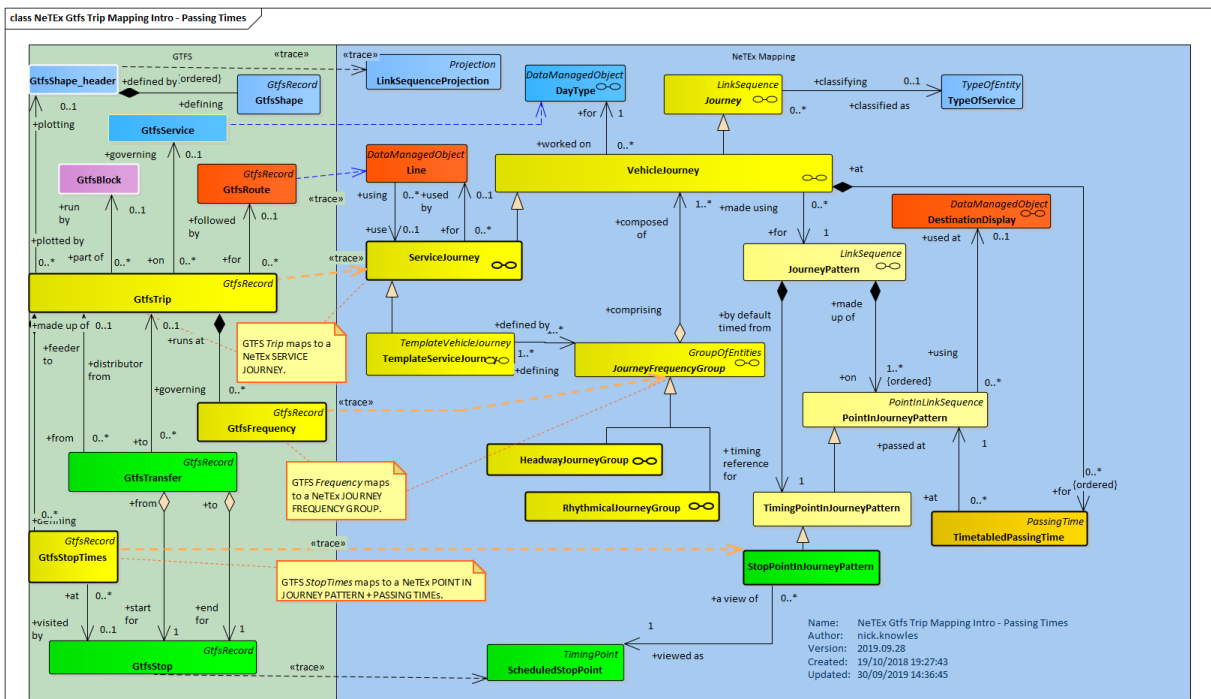 class NeTEx Gtfs Trip Mapping Intro - Passing Times
GTFS
NeTEx Mapping
«trace»
«trace»
GtfsShape_header
+defined by
{ordered}
GtfsRecord
GtfsShape
+defining
0..1
+plotting
Projection
LinkSequenceProjection
DataManagedObject
DayType
+for
1
LinkSequence
Journey
+classifying
0..1
0..*
+classified as
TypeOfEntity
TypeOfService
GtfsService
+governing
0..1
+worked on
0..*
GtfsBlock
GtfsRecord
GtfsRoute
DataManagedObject
Line
VehicleJourney
+at
+run
by
0..1
+followed
by
0..1
«trace»
+using
0..*
+used
by
0..1
+composed
of
1..*
+made using
0..*
DataManagedObject
DestinationDisplay
+plotted by
0..*
+part of
0..*
+on
0..*
+for
0..*
«trace»
+use
0..1
+for
0..*
+for
1
+used at
0..1
ServiceJourney
LinkSequence
JourneyPattern
GtfsRecord
GtfsTrip
+made up of
0..1
0..1
+feeder
to
+distributor
from
+runs at
GTFS Trip maps to a
NeTEx SERVICE
JOURNEY.
+governing
0..*
TemplateVehicleJourney
TemplateServiceJourney
+defined by
1..*
+defining
+comprising
GroupOfEntities
JourneyFrequencyGroup
+by default
timed from
+made
up of
+using
+on
1..*
{ordered}
0..*
«trace»
GtfsRecord
GtfsFrequency
PointInLinkSequence
PointInJourneyPattern
+passed at
1
+from
0..*
+to
0..*
GtfsRecord
GtfsTransfer
HeadwayJourneyGroup
+ timing
reference
for
1
GTFS Frequency maps
to a NeTEx JOURNEY
FREQUENCY GROUP.
+from
+to
RhythmicalJourneyGroup
TimingPointInJourneyPattern
+at
0..*
0..*
{ordered}
+for
PassingTime
TimetabledPassingTime
0..*
+defining
GtfsRecord
GtfsStopTimes
«trace»
StopPointInJourneyPattern
GTFS StopTimes maps to a NeTEx POINT IN
JOURNEY PATTERN + PASSING TIMEs.
+at
0..*
+visited
by
0..1
+start
for
1
+end
for
1
+a view of
0..*
1
+viewed as
GtfsRecord
GtfsStop
«trace»
TimingPoint
ScheduledStopPoint
Name: NeTEx Gtfs Trip Mapping Intro - Passing Times
Author: nick.knowles
Version: 2019.09.28
Created: 19/10/2018 19:27:43
Updated: 30/09/2019 14:36:45